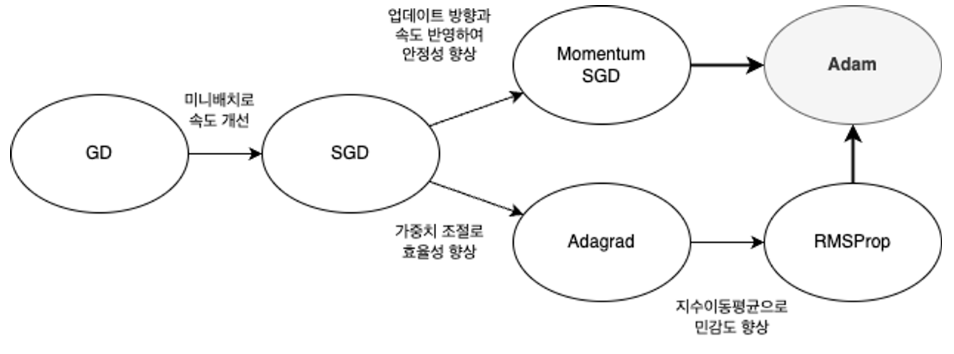 GD
미니배치로
속도 개선
SGD
업데이트 방향과
속도 반영하여
안정성 향상
Momentum
SGD
Adam
가중치 조절로
효율성 향상
Adagrad
지수이동평균으로
민감도 향상
RMSProp